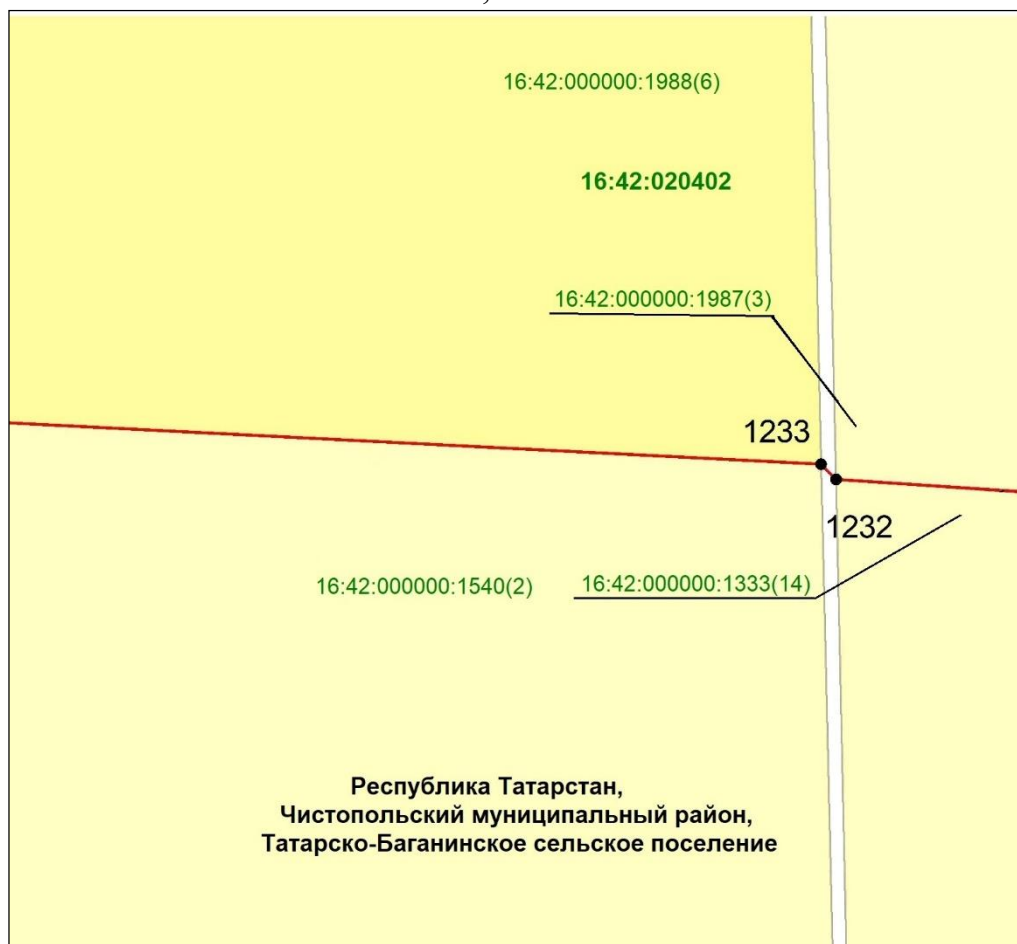 16:42:000000:1988(6)
16:42:020402
16:42:000000:1987(3)
1233
1232
16:42:000000:1540(2)
16:42:000000:1333(14)
Республика Татарстан,
Чистопольский муниципальный район,
Татарско-Баганинское сельское поселение